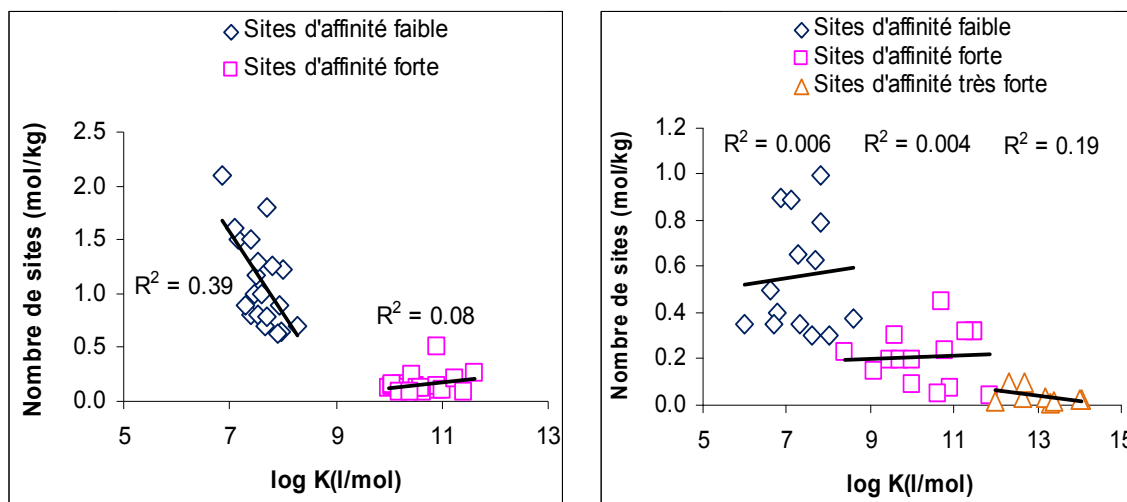 Sites d'affinité faible
Sites d'affinité forte
Nombre de sites (mol/kg)
2.5
2.0
1.5
1.0
0.5
0.0
R² = 0.39
R² = 0.08
5
7
9
11
13
log K(l/mol)
Sites d'affinité faible
Sites d'affinité forte
Sites d'affinité très forte
Nombre de sites (mol/kg)
1.2
1.0
0.8
0.6
0.4
0.2
0.0
R² = 0.006
R² = 0.004
R² = 0.19
5
7
9
11
13
15
log K(l/mol)